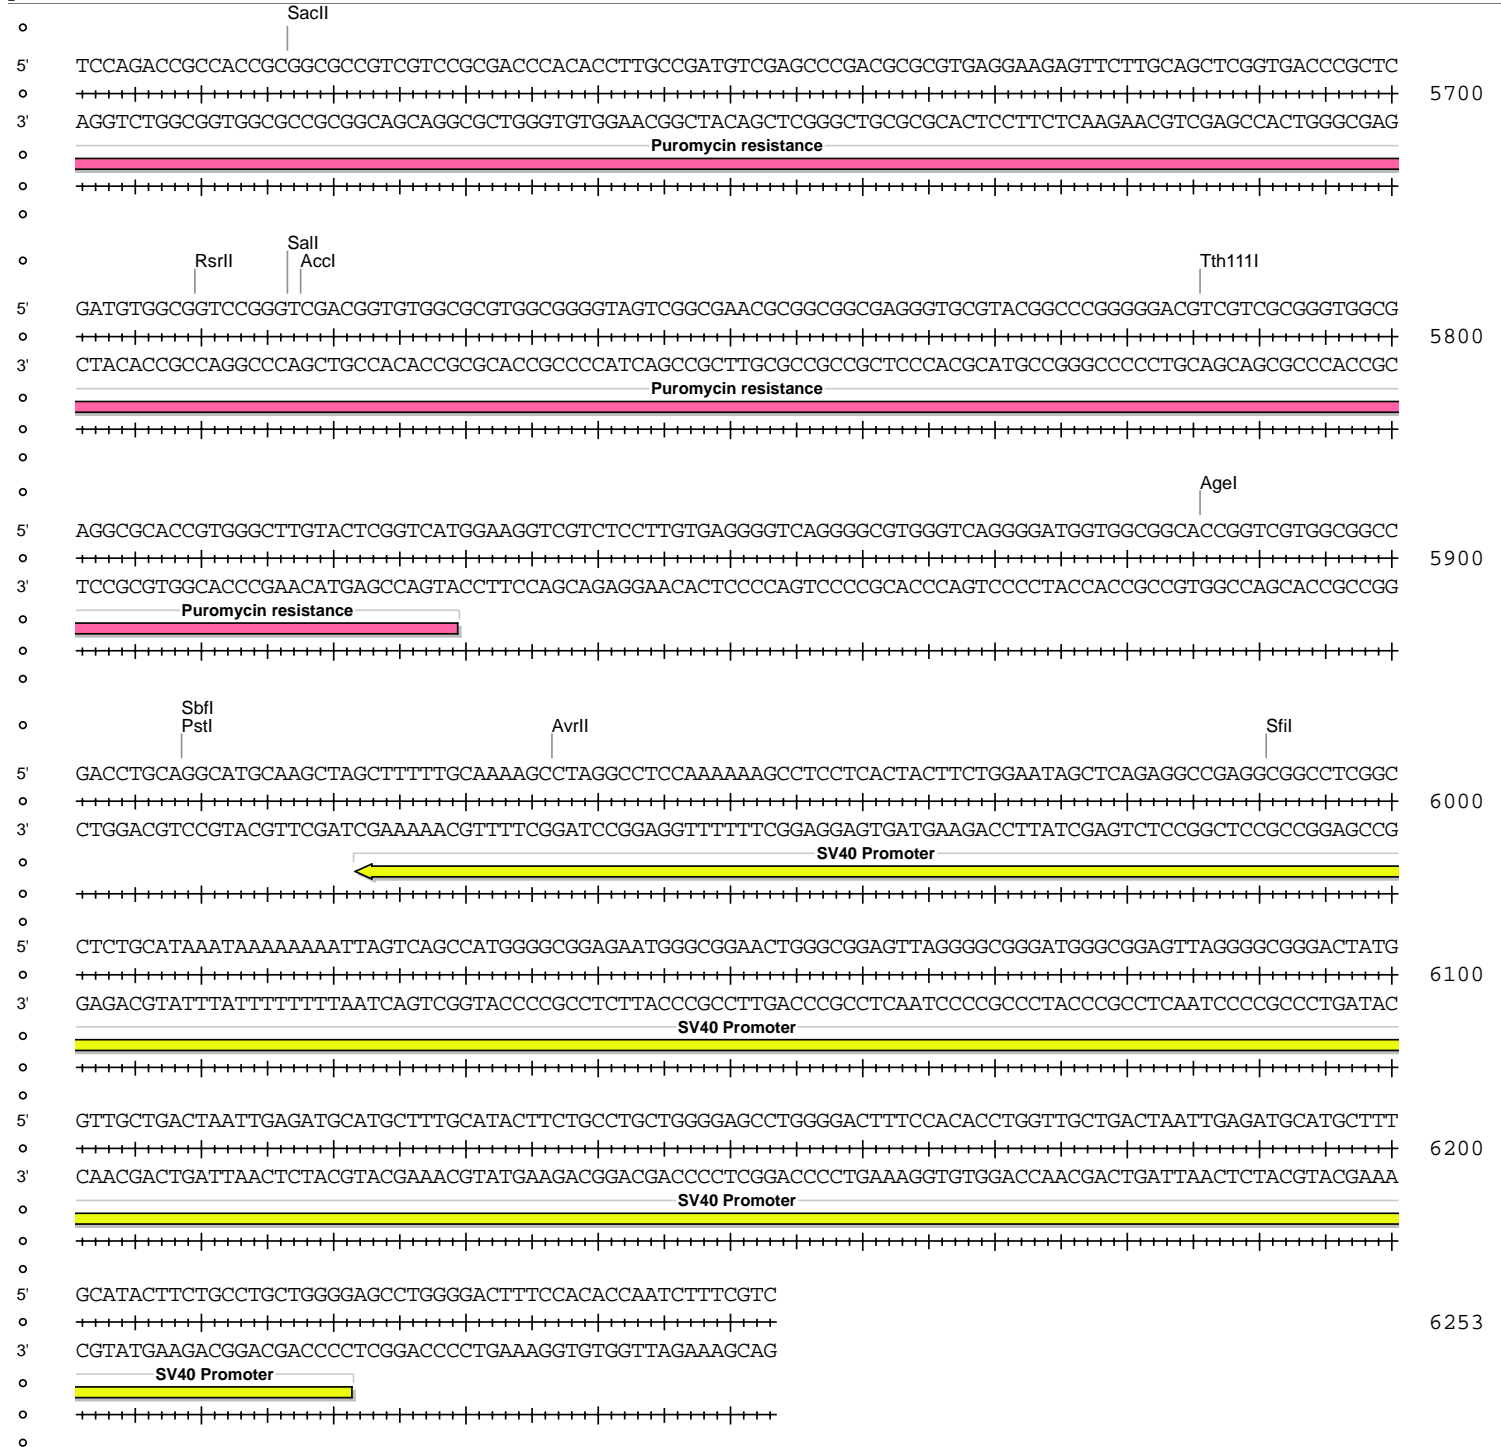 SacII
5' TCCAGACCGCCACCGCGGCGCCGTCGTCCGCGACCCACACCTTGCCGATGTCGAGCCCGACGCGCGTGAGGAAGAGTTCTTGCAGCTCGGTGACCCGCTC
5700
3' AGGTCTGGCGGTGGCGCCGCGGCAGCAGGCGCTGGGTGTGGAACGGCTACAGCTCGGGCTGCGCGCACTCCTTCTCAAGAACGTCGAGCCACTGGGCGAG
Puromycin resistance
SalI
RsrII AccI Tth111I
5' GATGTGGCGGTCCGGGTCGACGGTGTGGCGCGTGGCGGGGTAGTCGGCGAACGCGGCGGCGAGGGTGCGTACGGCCCGGGGGACGTCGTCGCGGGTGGCG
5800
3' CTACACCGCCAGGCCCAGCTGCCACACCGCGCACCGCCCCATCAGCCGCTTGCGCCGCCGCTCCCACGCATGCCGGGCCCCCTGCAGCAGCGCCCACCGC
Puromycin resistance
AgeI
5' AGGCGCACCGTGGGCTTGTACTCGGTCATGGAAGGTCGTCTCCTTGTGAGGGGTCAGGGGCGTGGGTCAGGGGATGGTGGCGGCACCGGTCGTGGCGGCC
5900
3' TCCGCGTGGCACCCGAACATGAGCCAGTACCTTCCAGCAGAGGAACACTCCCCAGTCCCCGCACCCAGTCCCCTACCACCGCCGTGGCCAGCACCGCCGG
Puromycin resistance
SbfI
PstI AvrII SfiI
5' GACCTGCAGGCATGCAAGCTAGCTTTTTGCAAAAGCCTAGGCCTCCAAAAAAGCCTCCTCACTACTTCTGGAATAGCTCAGAGGCCGAGGCGGCCTCGGC
6000
3' CTGGACGTCCGTACGTTCGATCGAAAAACGTTTTCGGATCCGGAGGTTTTTTCGGAGGAGTGATGAAGACCTTATCGAGTCTCCGGCTCCGCCGGAGCCG
SV40 Promoter
5' CTCTGCATAAATAAAAAAAATTAGTCAGCCATGGGGCGGAGAATGGGCGGAACTGGGCGGAGTTAGGGGCGGGATGGGCGGAGTTAGGGGCGGGACTATG
6100
3' GAGACGTATTTATTTTTTTTAATCAGTCGGTACCCCGCCTCTTACCCGCCTTGACCCGCCTCAATCCCCGCCCTACCCGCCTCAATCCCCGCCCTGATAC
SV40 Promoter
5' GTTGCTGACTAATTGAGATGCATGCTTTGCATACTTCTGCCTGCTGGGGAGCCTGGGGACTTTCCACACCTGGTTGCTGACTAATTGAGATGCATGCTTT
6200
3' CAACGACTGATTAACTCTACGTACGAAACGTATGAAGACGGACGACCCCTCGGACCCCTGAAAGGTGTGGACCAACGACTGATTAACTCTACGTACGAAA
SV40 Promoter
5' GCATACTTCTGCCTGCTGGGGAGCCTGGGGACTTTCCACACCAATCTTTCGTC
6253
3' CGTATGAAGACGGACGACCCCTCGGACCCCTGAAAGGTGTGGTTAGAAAGCAG
SV40 Promoter